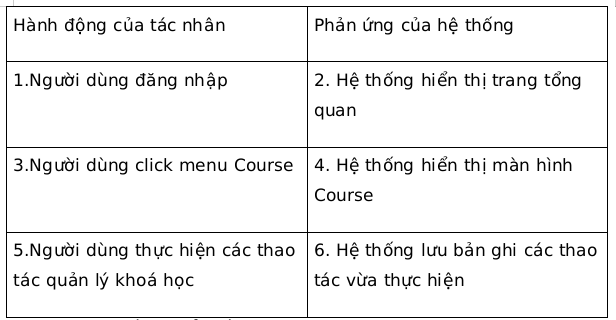 Hành động của tác nhân
Phản ứng của hệ thống
1.Người dùng đăng nhập
2. Hệ thống hiển thị trang tổng
quan
3.Người dùng click menu Course
4. Hệ thống hiển thị màn hình
Course
5.Người dùng thực hiện các thao
tác quản lý khoá học
6. Hệ thống lưu bản ghi các thao
tác vừa thực hiện